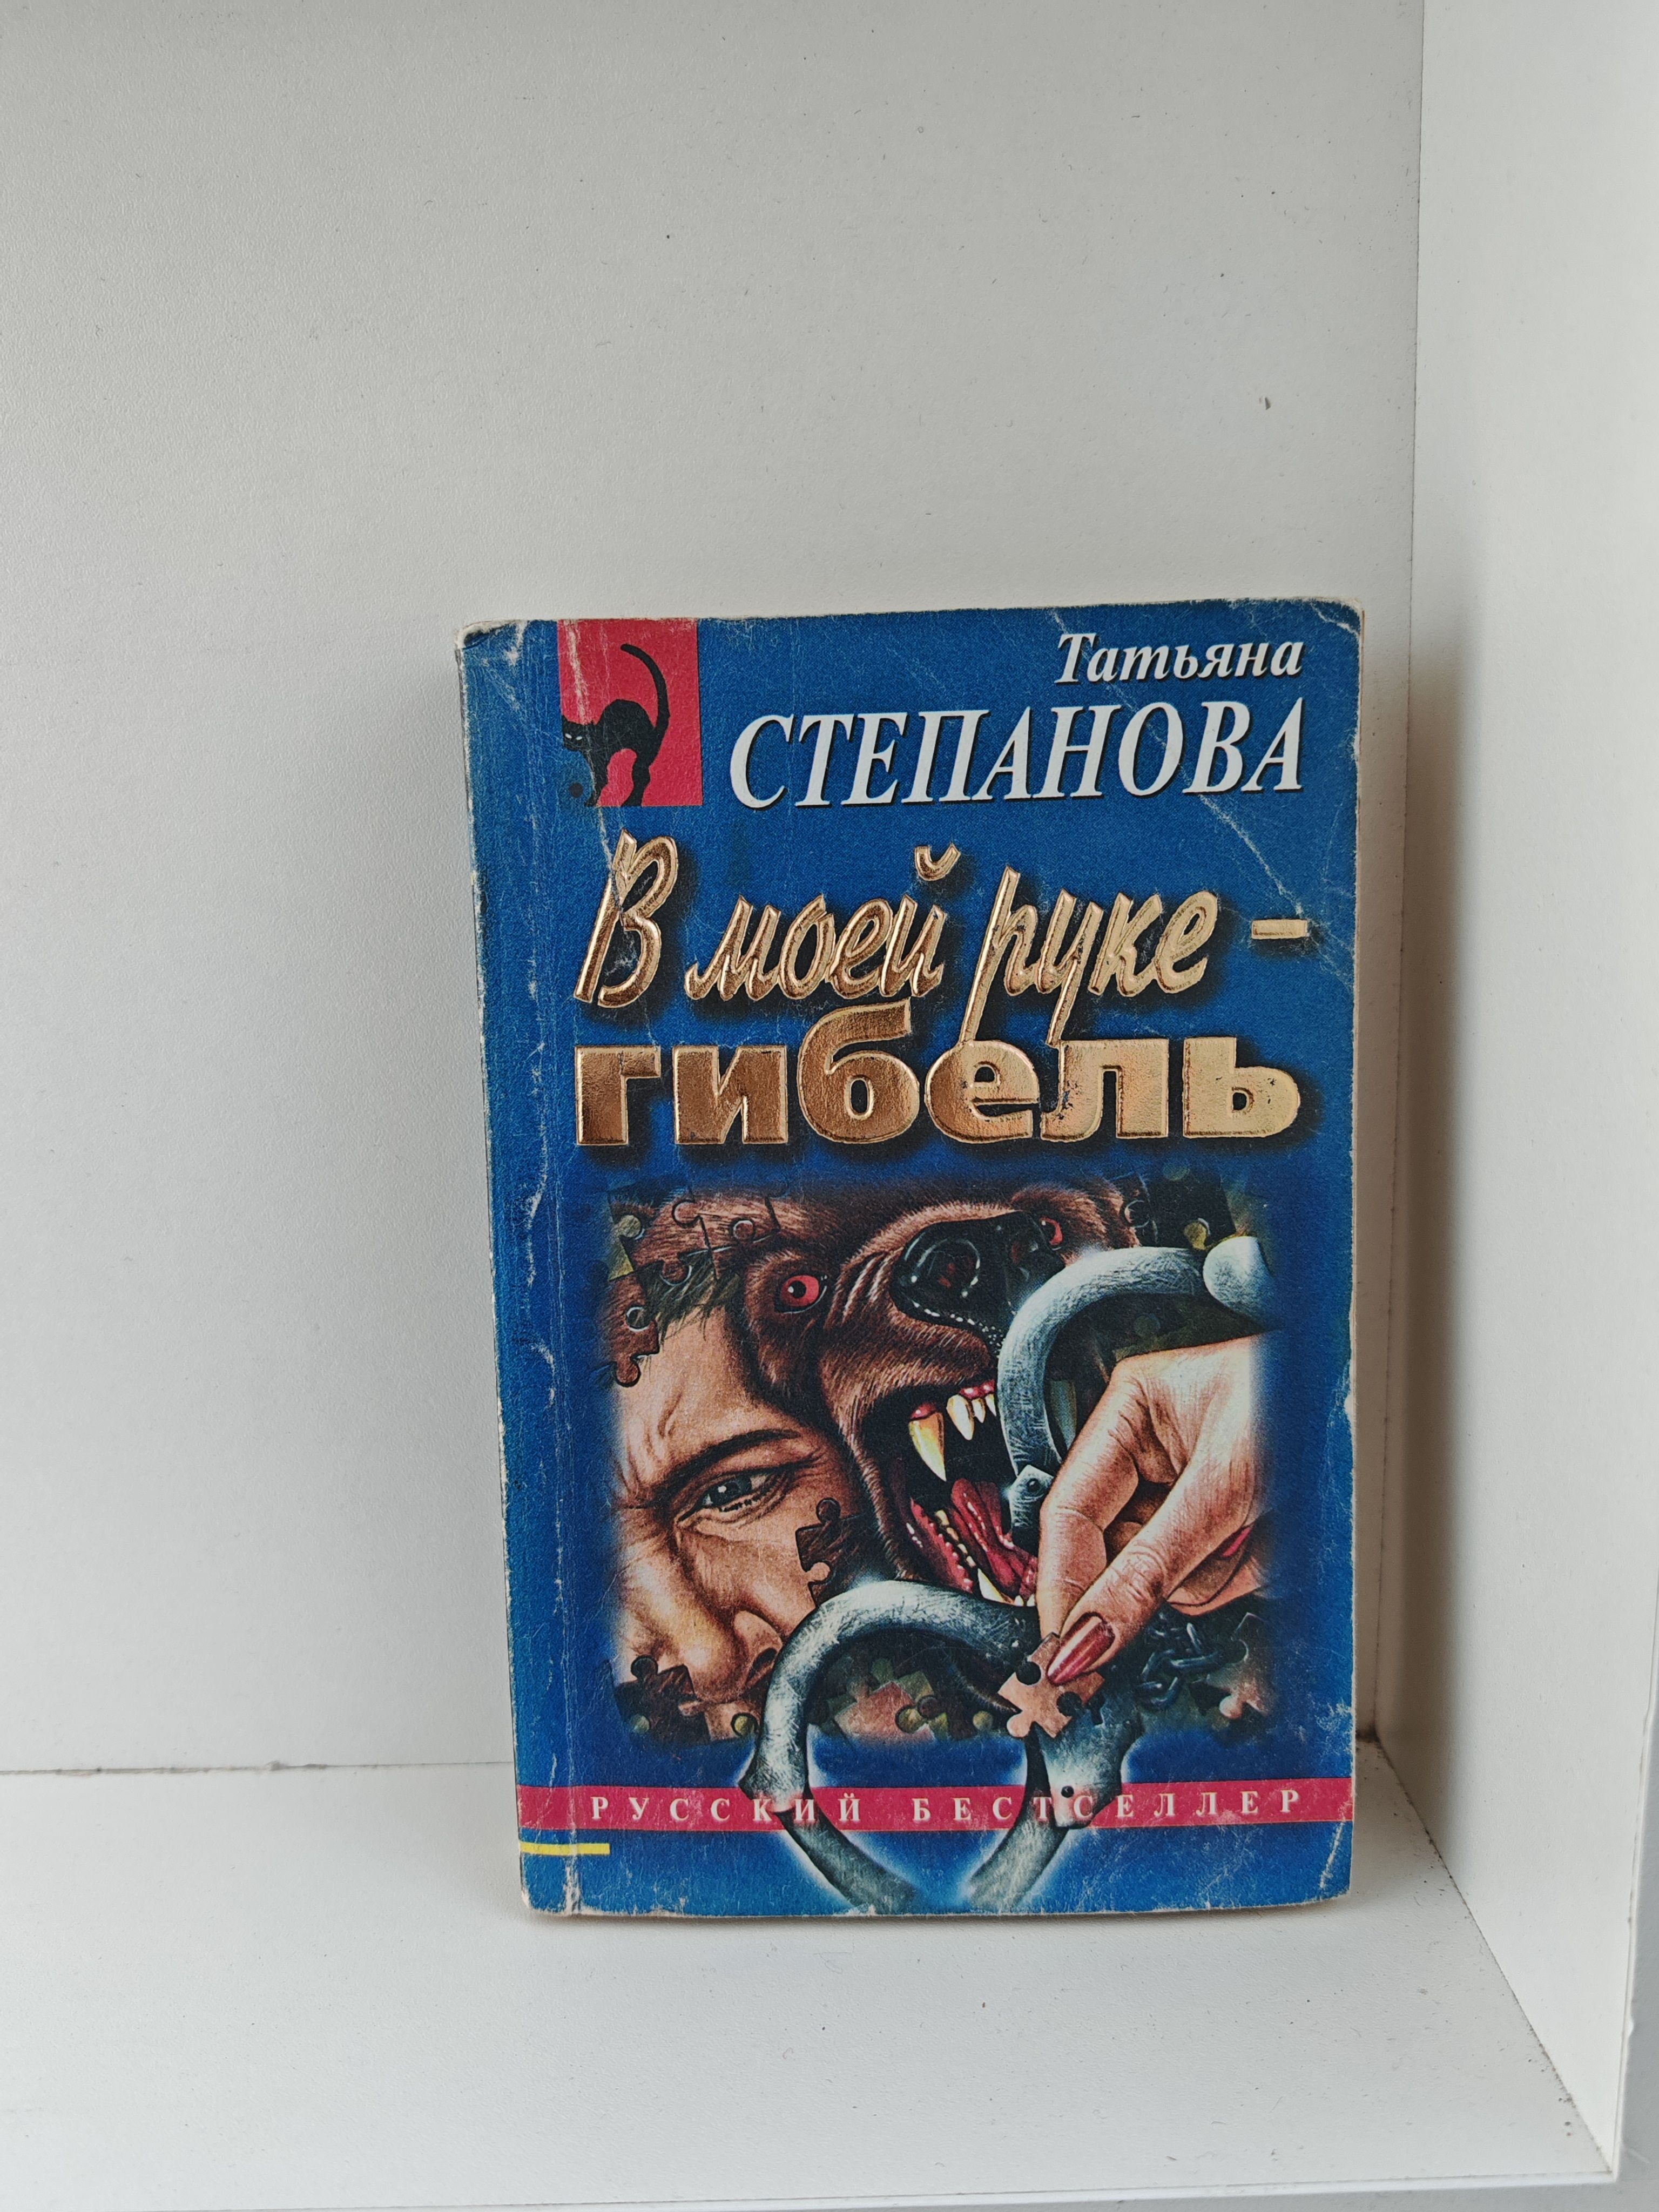 Татьяна
СТЕПАНОВА
В моей руке –
гибель
РУССКИЙ БЕСТСЕЛЛЕР